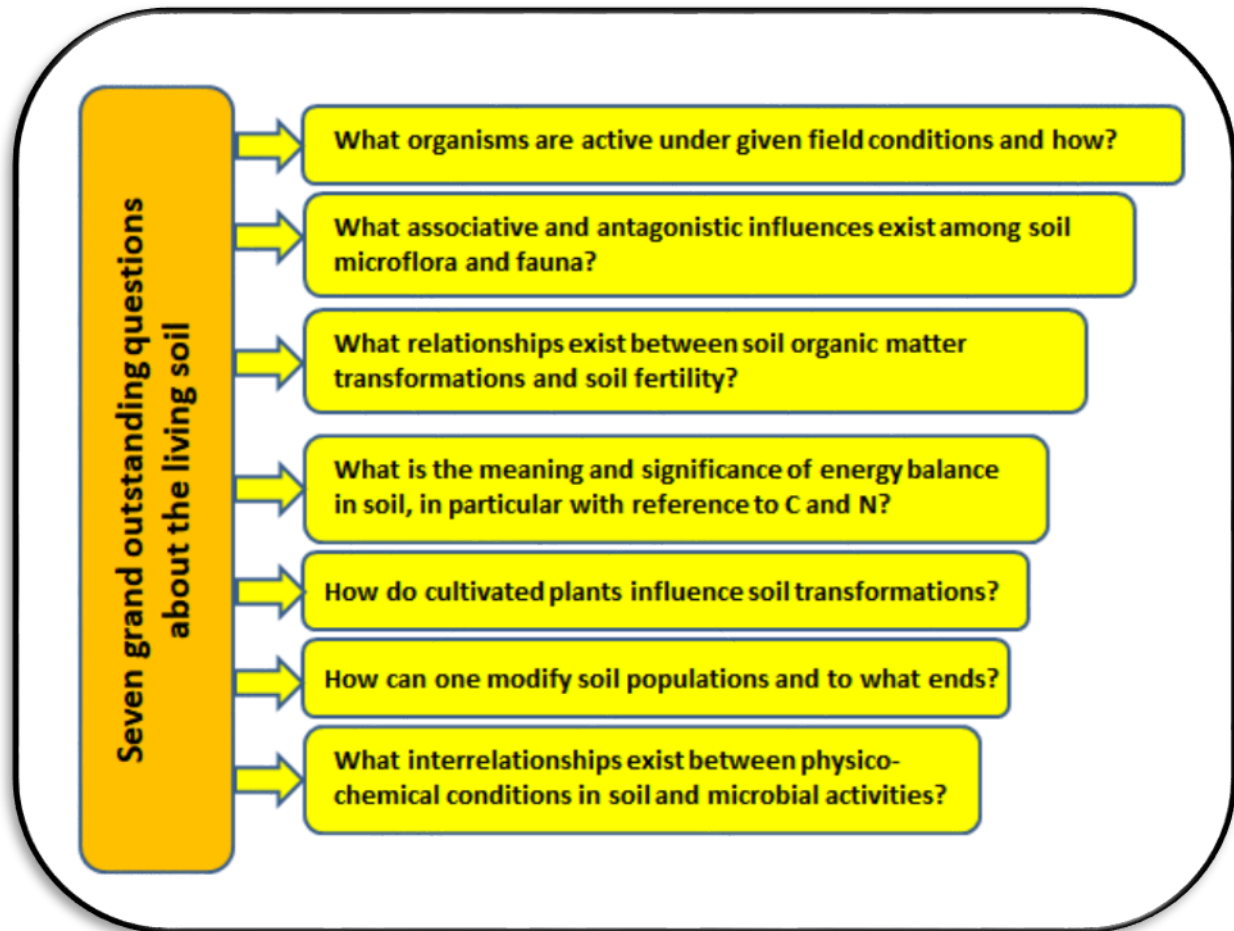 Seven grand outstanding questions
about the living soil
What organisms are active under given field conditions and how?
What associative and antagonistic influences exist among soil
microflora and fauna?
What relationships exist between soil organic matter
transformations and soil fertility?
What is the meaning and significance of energy balance
in soil, in particular with reference to C and N?
How do cultivated plants influence soil transformations?
How can one modify soil populations and to what ends?
What interrelationships exist between physico-
chemical conditions in soil and microbial activities?